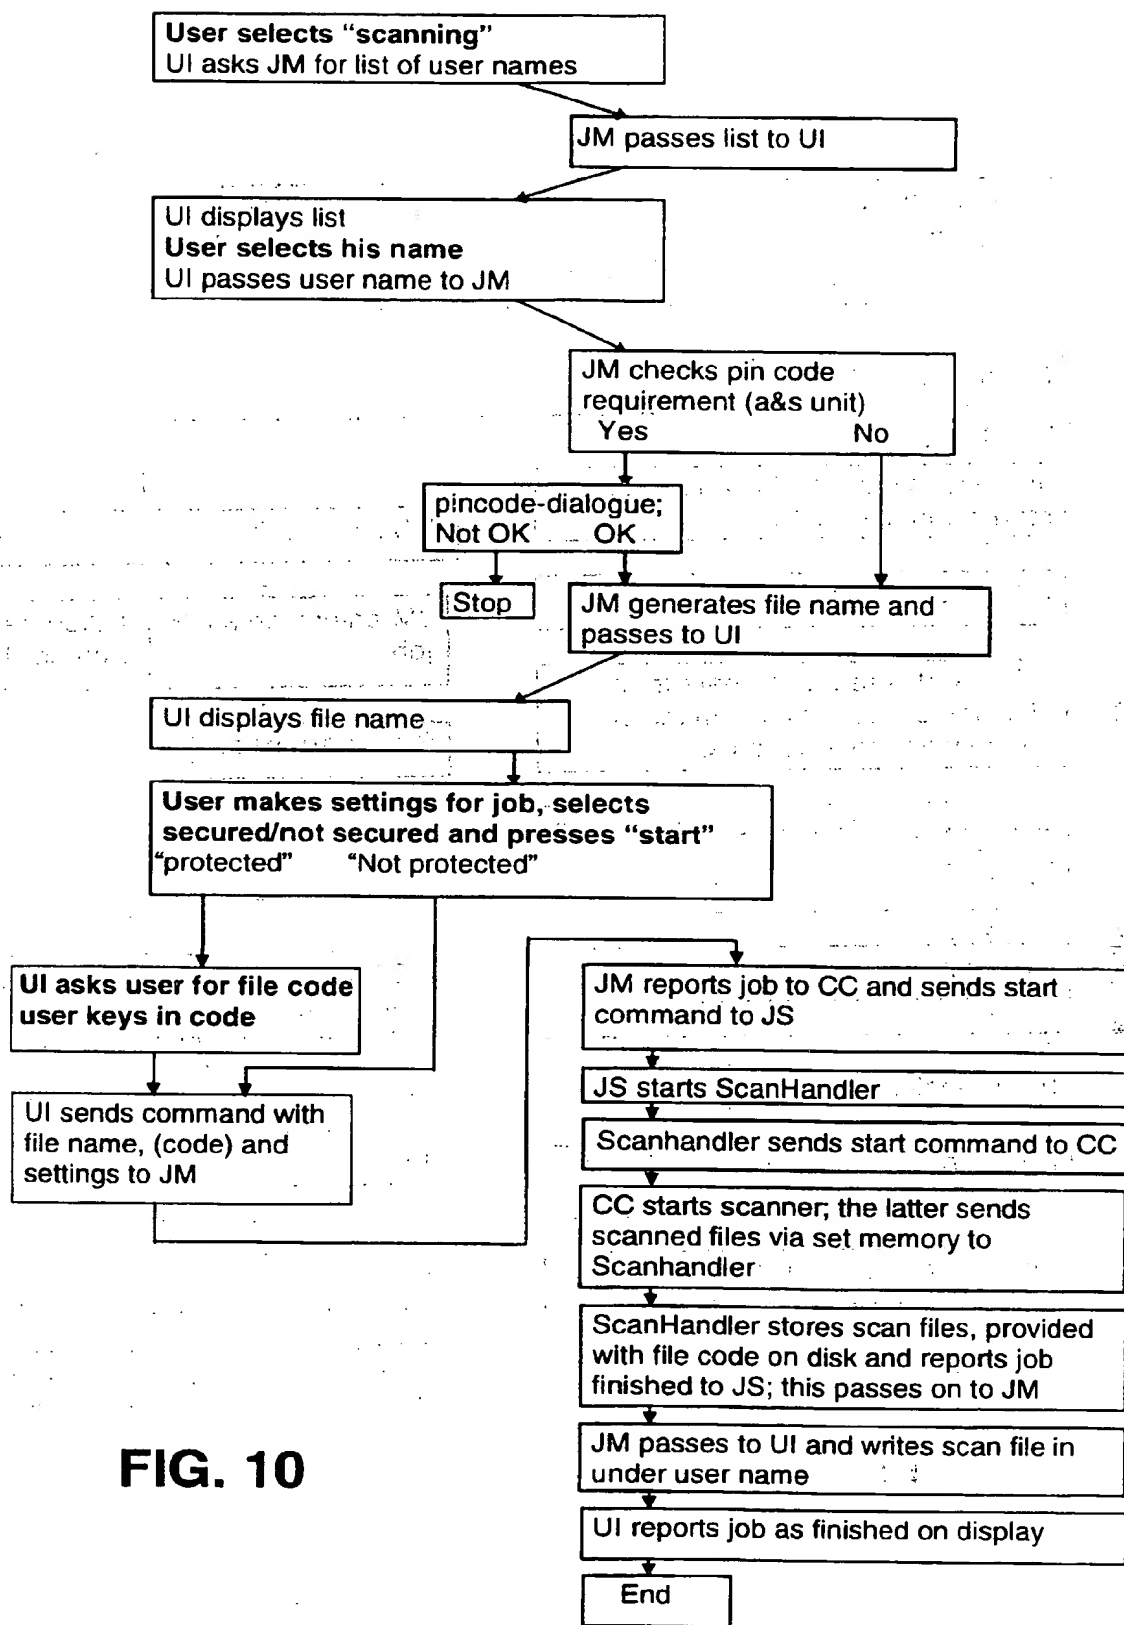 User selects “scanning”
UI asks JM for list of user names
JM passes list to UI
UI displays list
User selects his name
UI passes user name to JM
JM checks pin code
requirement (a&s unit)
Yes No
pincode-dialogue;
Not OK OK
Stop
JM generates file name and
passes to UI
UI displays file name
User makes settings for job, selects
secured/not secured and presses “start”
“protected” “Not protected”
UI asks user for file code
user keys in code
UI sends command with
file name, (code) and
settings to JM
JM reports job to CC and sends start
command to JS
JS starts ScanHandler
Scanhandler sends start command to CC
CC starts scanner; the latter sends
scanned files via set memory to
Scanhandler
ScanHandler stores scan files, provided
with file code on disk and reports job
finished to JS; this passes on to JM
JM passes to UI and writes scan file in
under user name
UI reports job as finished on display
End
FIG. 10